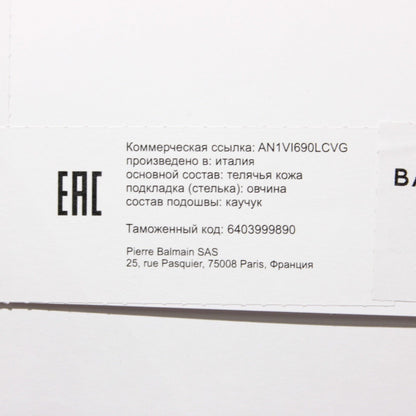 EAC
Коммерческая ссылка: AN1VI690LCVG
произведено в: италия
основной состав: телячья кожа
подкладка (стелька): овчина
состав подошвы: каучук
Таможенный код: 6403999890
Pierre Balmain SAS
25, rue Pasquier, 75008 Paris, Франция
BA